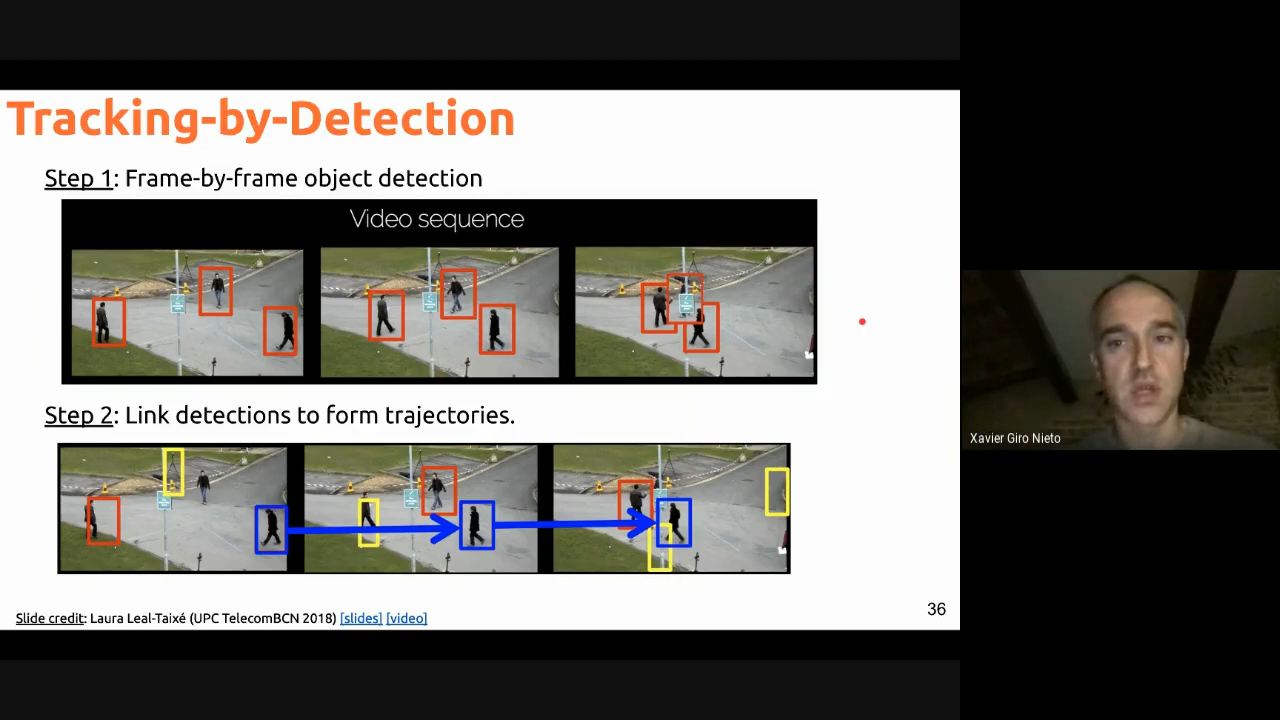 Tracking-by-Detection
Step 1: Frame-by-frame object detection
Video sequence
Step 2: Link detections to form trajectories.
Slide credit: Laura Leal-Taixé (UPC TelecomBCN 2018) [slides] [video]
36
Xavier Giro Nieto